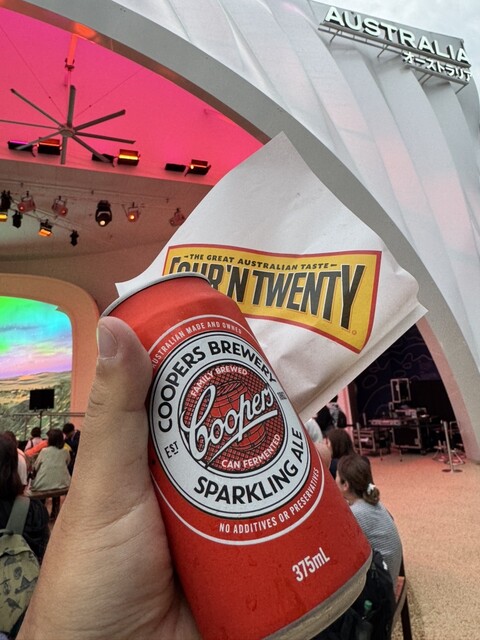 AUSTRALIA
オーストラリア
THE GREAT AUSTRALIAN TASTE
FOUR'N TWENTY
AUSTRALIAN MADE AND OWNED
COOPERS BREWERY
FAMILY BREWED
Coopers
CAN FERMENTED
EST
SPARKLING ALE
NO ADDITIVES OR PRESERVATIVES
375mL